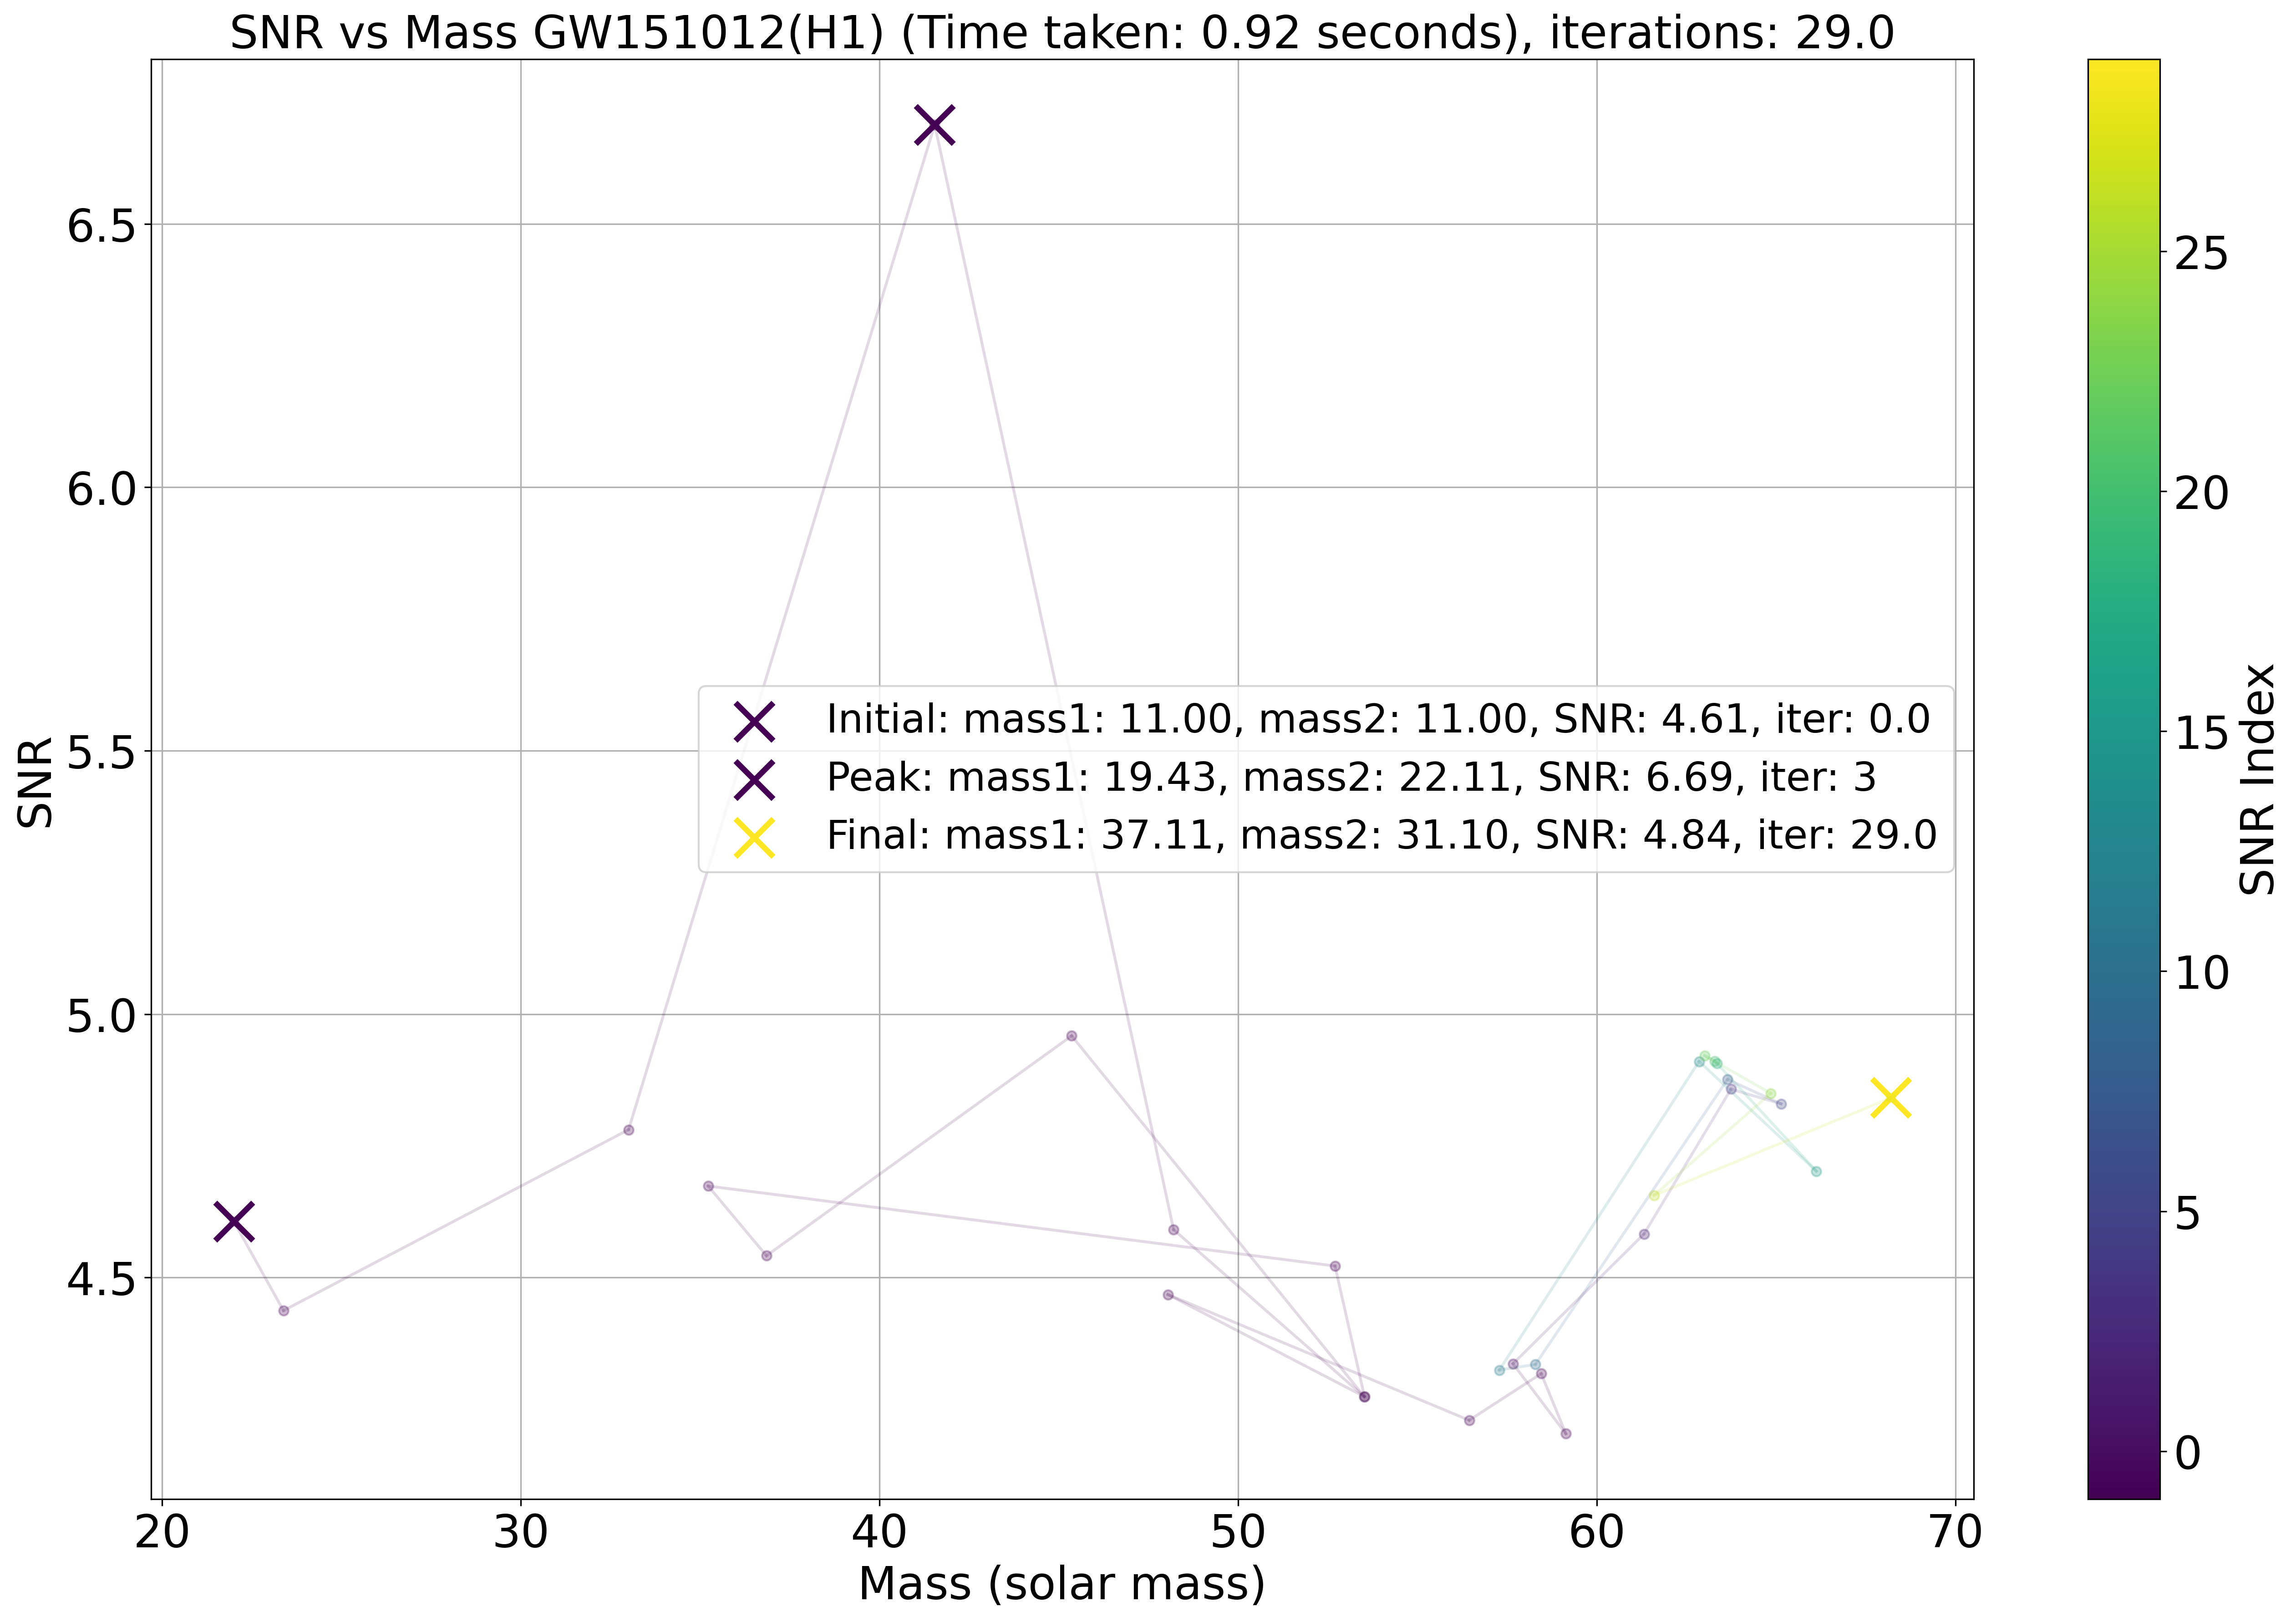 SNR vs Mass GW151012(H1) (Time taken: 0.92 seconds), iterations: 29.0
SNR
6.5
6.0
5.5
5.0
4.5
Initial: mass1: 11.00, mass2: 11.00, SNR: 4.61, iter: 0.0
Peak: mass1: 19.43, mass2: 22.11, SNR: 6.69, iter: 3
Final: mass1: 37.11, mass2: 31.10, SNR: 4.84, iter: 29.0
20 30 40 50 60 70
Mass (solar mass)
25
20
15
10
5
0
SNR Index